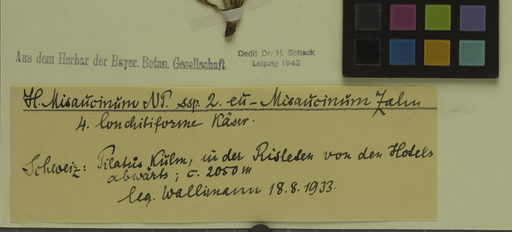 Aus dem Herbar der Bayer. Botan. Gesellschaft.
Dedit Dr. H. Schack
Leipzig 1942
H. Misaucinum NP. ssp. 2. eu-Misaucinum Zahn
4. lonchitiforme Käser.
Schweiz: Pilatus Kulm, in der Risleten von den Hotels
abwärts; c. 2050 m
leg. Wallimann 18.8.1933.